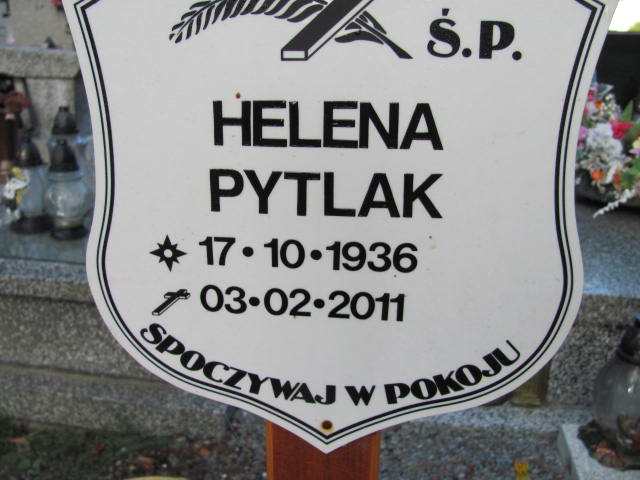 Ś.P.
HELENA
PYTLAK
17•10•1936
03•02•2011
SPOCZYWAJ W POKOJU